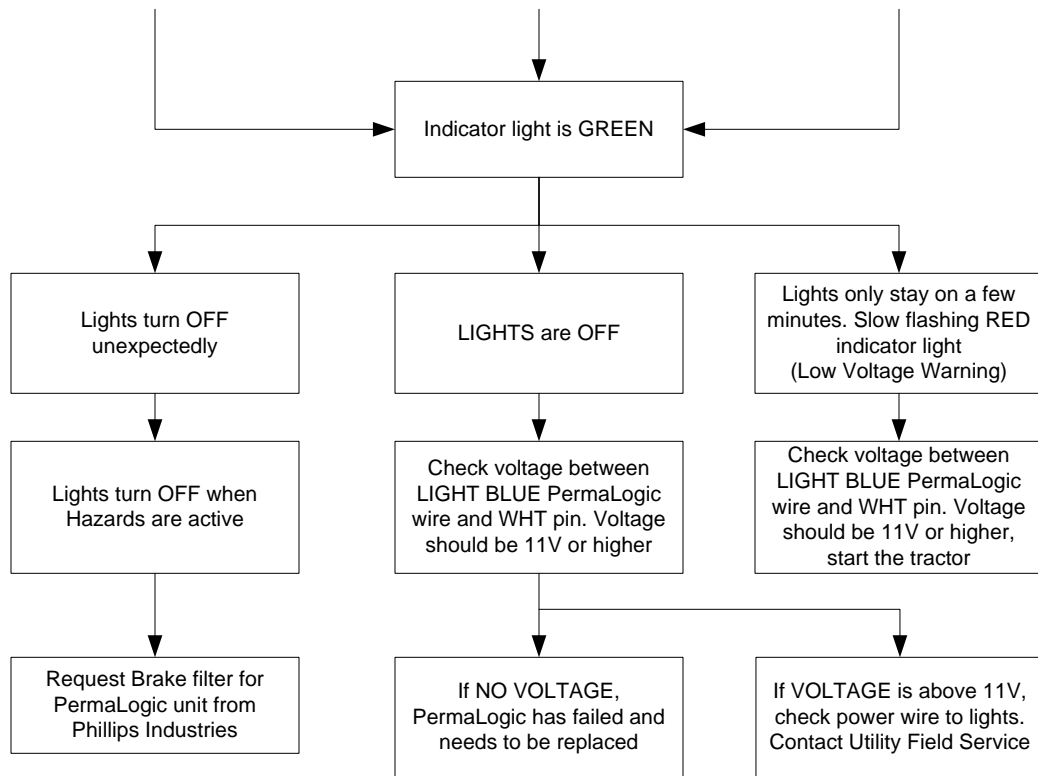 Indicator light is GREEN
Lights turn OFF
unexpectedly
LIGHTS are OFF
Lights only stay on a few
minutes. Slow flashing RED
indicator light
(Low Voltage Warning)
Lights turn OFF when
Hazards are active
Check voltage between
LIGHT BLUE PermaLogic
wire and WHT pin. Voltage
should be 11V or higher
Check voltage between
LIGHT BLUE PermaLogic
wire and WHT pin. Voltage
should be 11V or higher,
start the tractor
Request Brake filter for
PermaLogic unit from
Phillips Industries
If NO VOLTAGE,
PermaLogic has failed and
needs to be replaced
If VOLTAGE is above 11V,
check power wire to lights.
Contact Utility Field Service